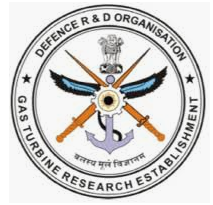 DEFENCE R & D ORGANISATION
बलस्य मूलं विज्ञानम्
GAS TURBINE RESEARCH ESTABLISHMENT